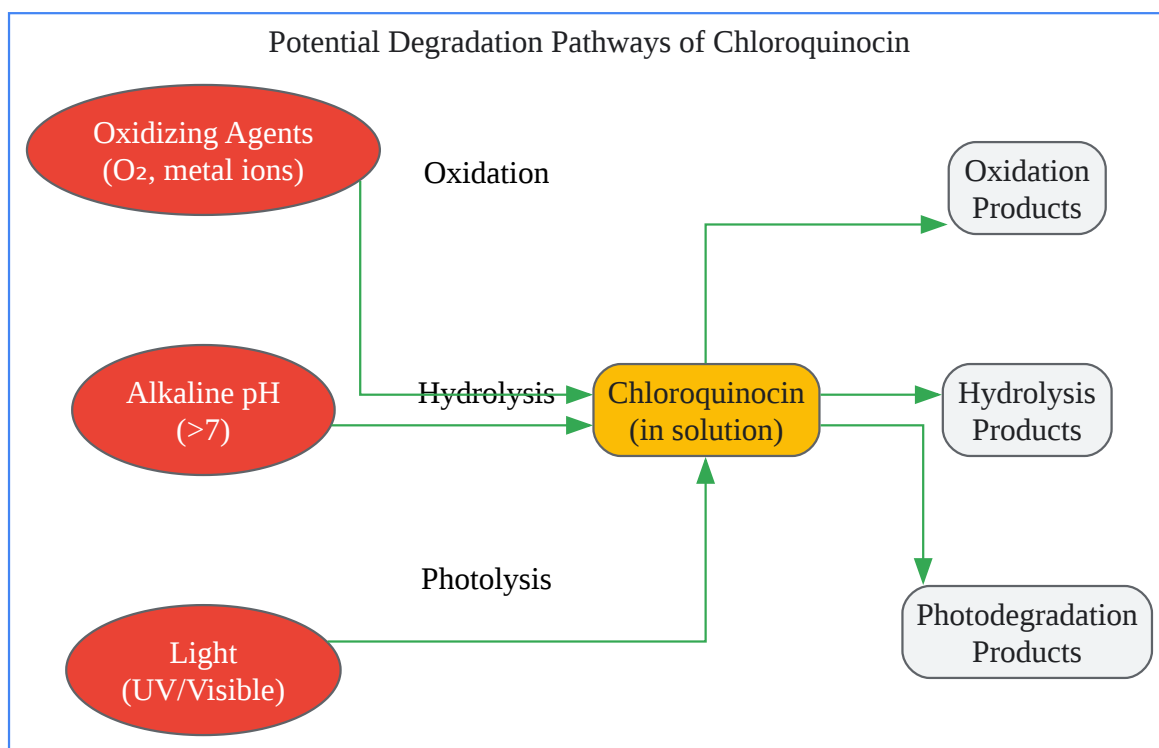 Potential Degradation Pathways of Chloroquinocin
Oxidizing Agents
(O₂, metal ions)
Oxidation
Oxidation
Products
Alkaline pH
(>7)
Hydrolysis
Chloroquinocin
(in solution)
Hydrolysis
Products
Photolysis
Light
(UV/Visible)
Photodegradation
Products